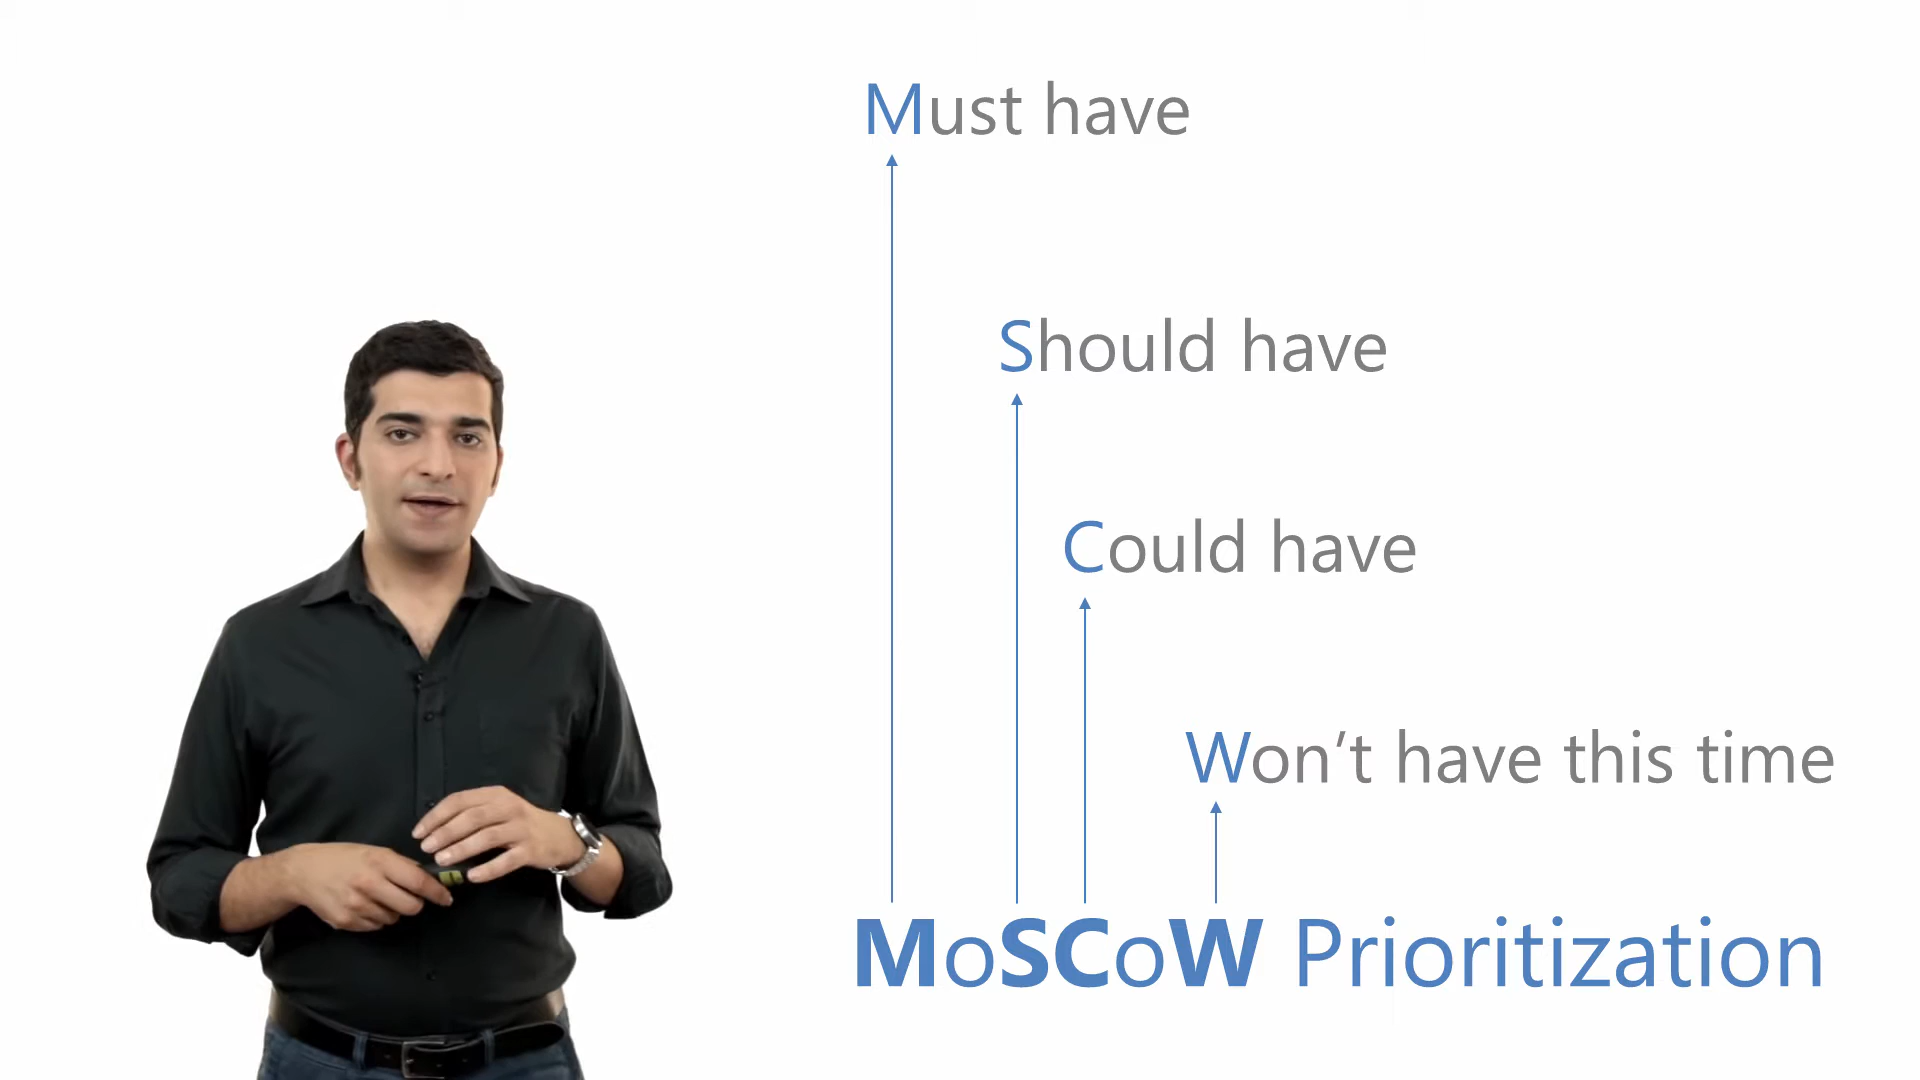 Must have
Should have
Could have
Won’t have this time
MoSCoW Prioritization